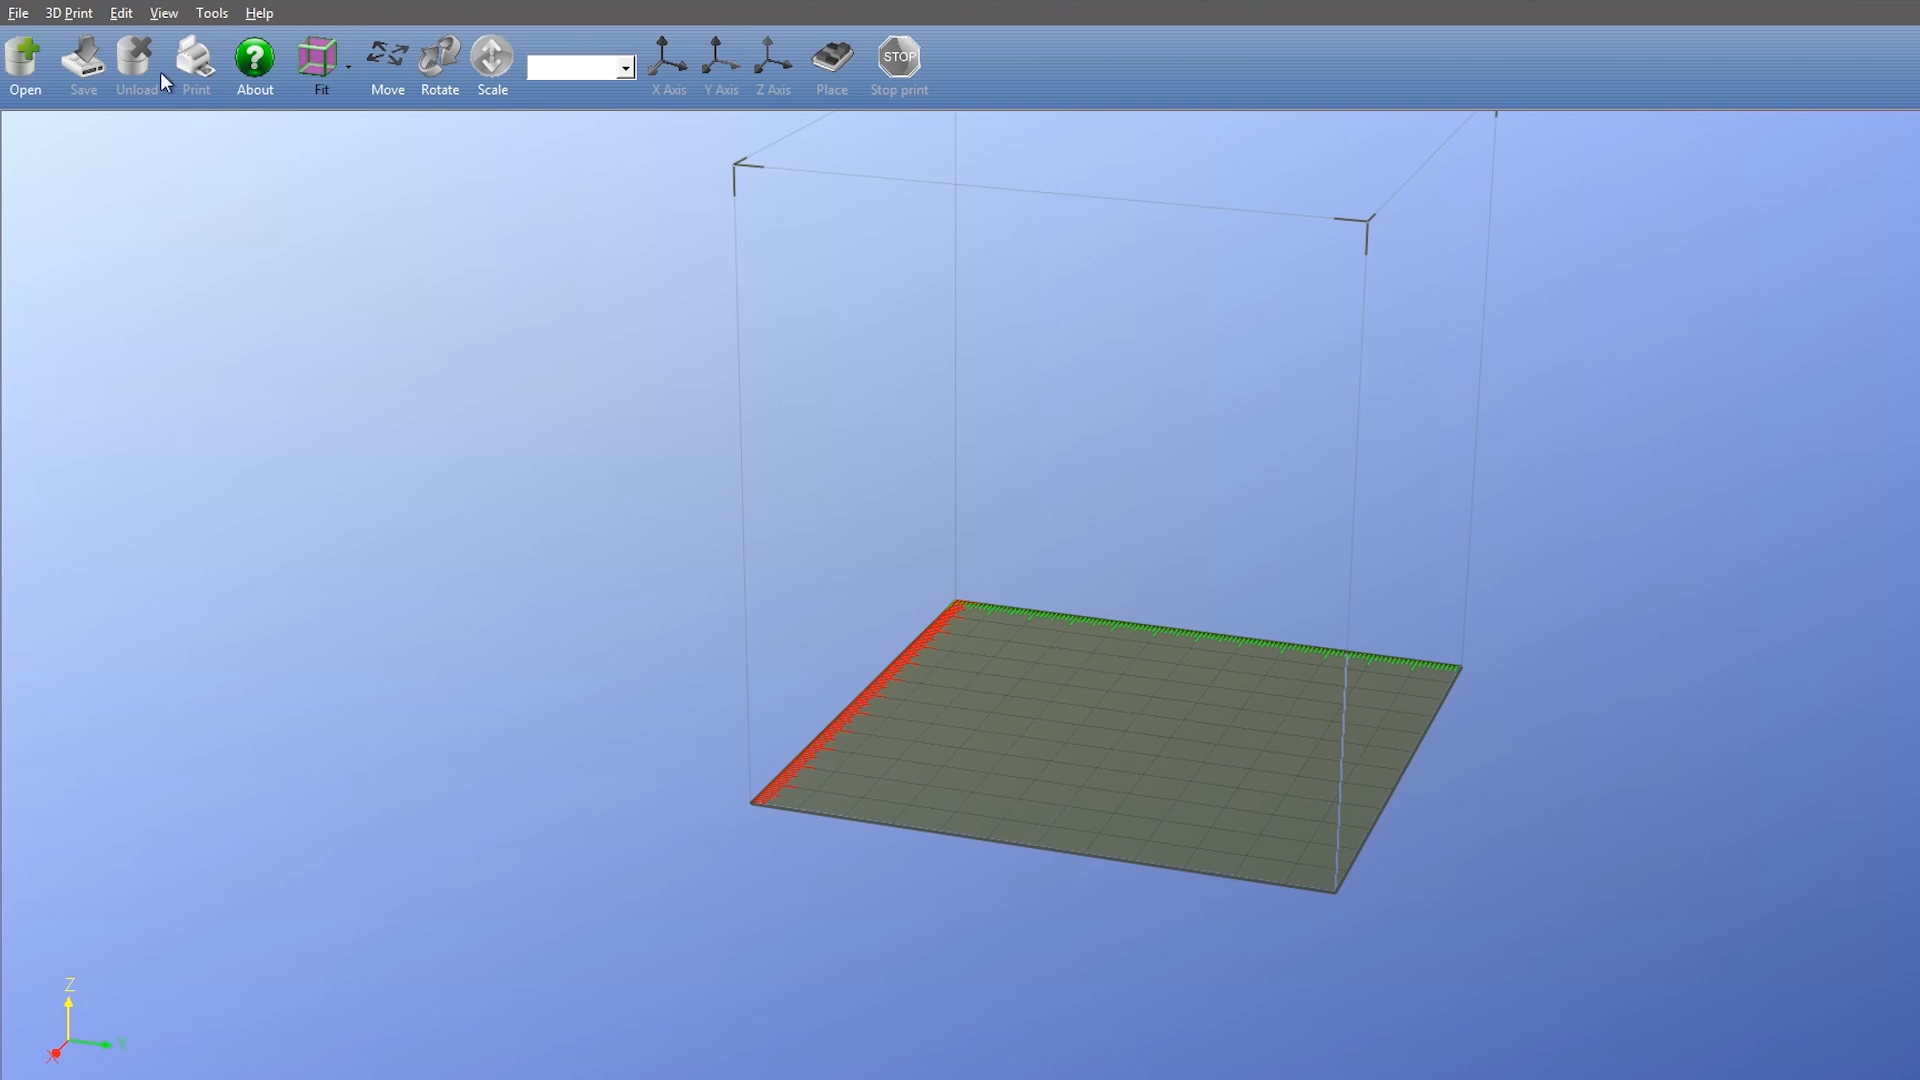 File 3D Print Edit View Tools Help
STOP
Open Save Unload Print About Fit Move Rotate Scale X Axis Y Axis Z Axis Place Stop print
Z
Y
X